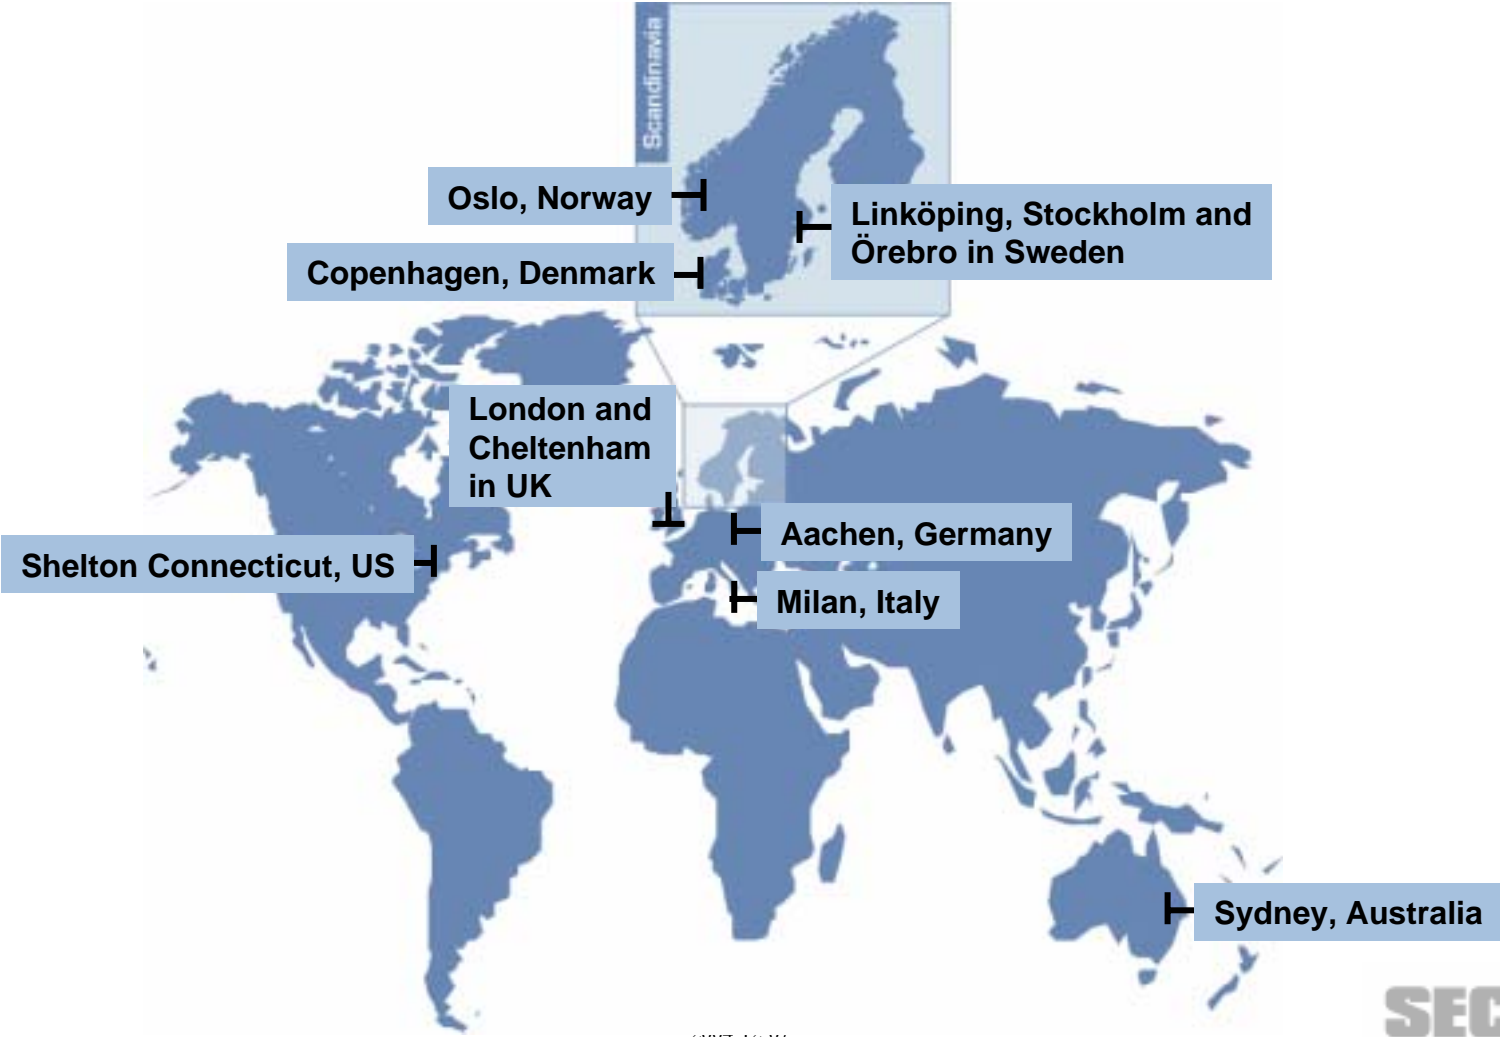 Scandinavia
Oslo, Norway
Linköping, Stockholm and
Örebro in Sweden
Copenhagen, Denmark
London and
Cheltenham
in UK
Aachen, Germany
Shelton Connecticut, US
Milan, Italy
Sydney, Australia
SEC